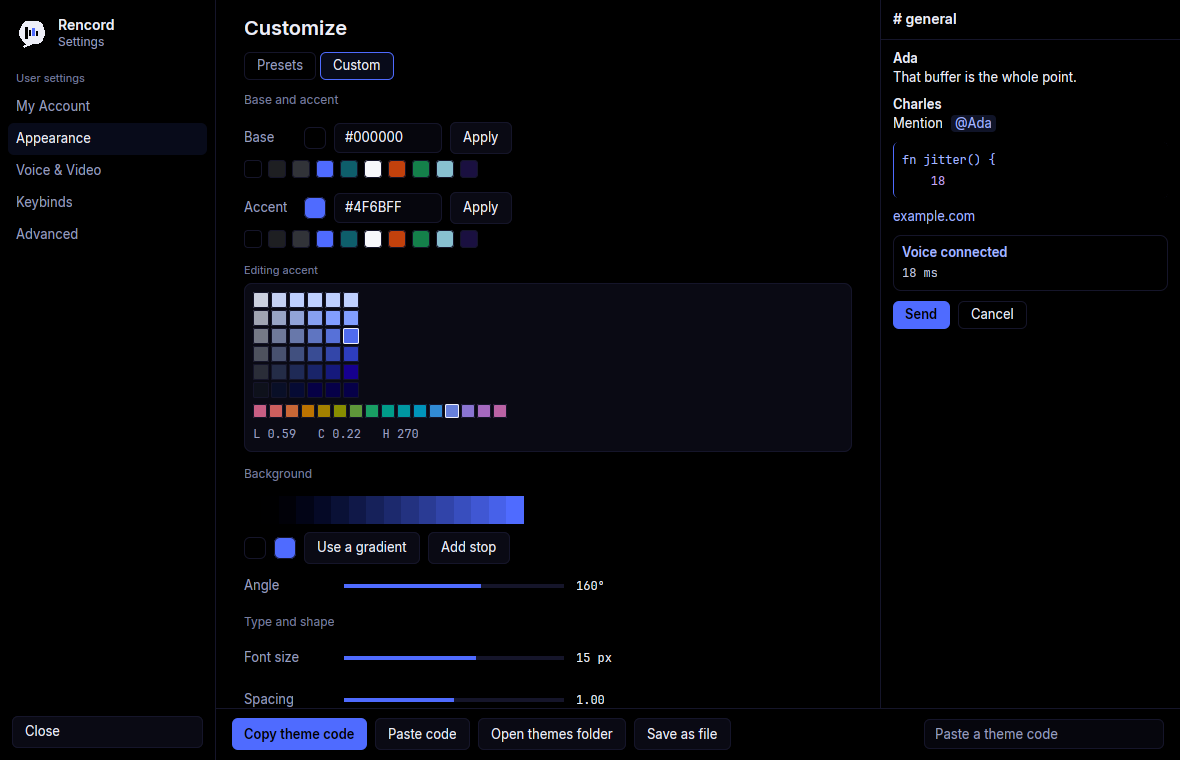 Rencord
Settings
User settings
My Account
Appearance
Voice & Video
Keybinds
Advanced
Close
Customize
Presets
Custom
Base and accent
Base
#000000
Apply
Accent
#4F6BFF
Apply
Editing accent
L 0.59 C 0.22 H 270
Background
Use a gradient
Add stop
Angle
160°
Type and shape
Font size
15 px
Spacing
1.00
Copy theme code
Paste code
Open themes folder
Save as file
Paste a theme code
# general
Ada
That buffer is the whole point.
Charles
Mention @Ada
fn jitter() {
18
example.com
Voice connected
18 ms
Send
Cancel